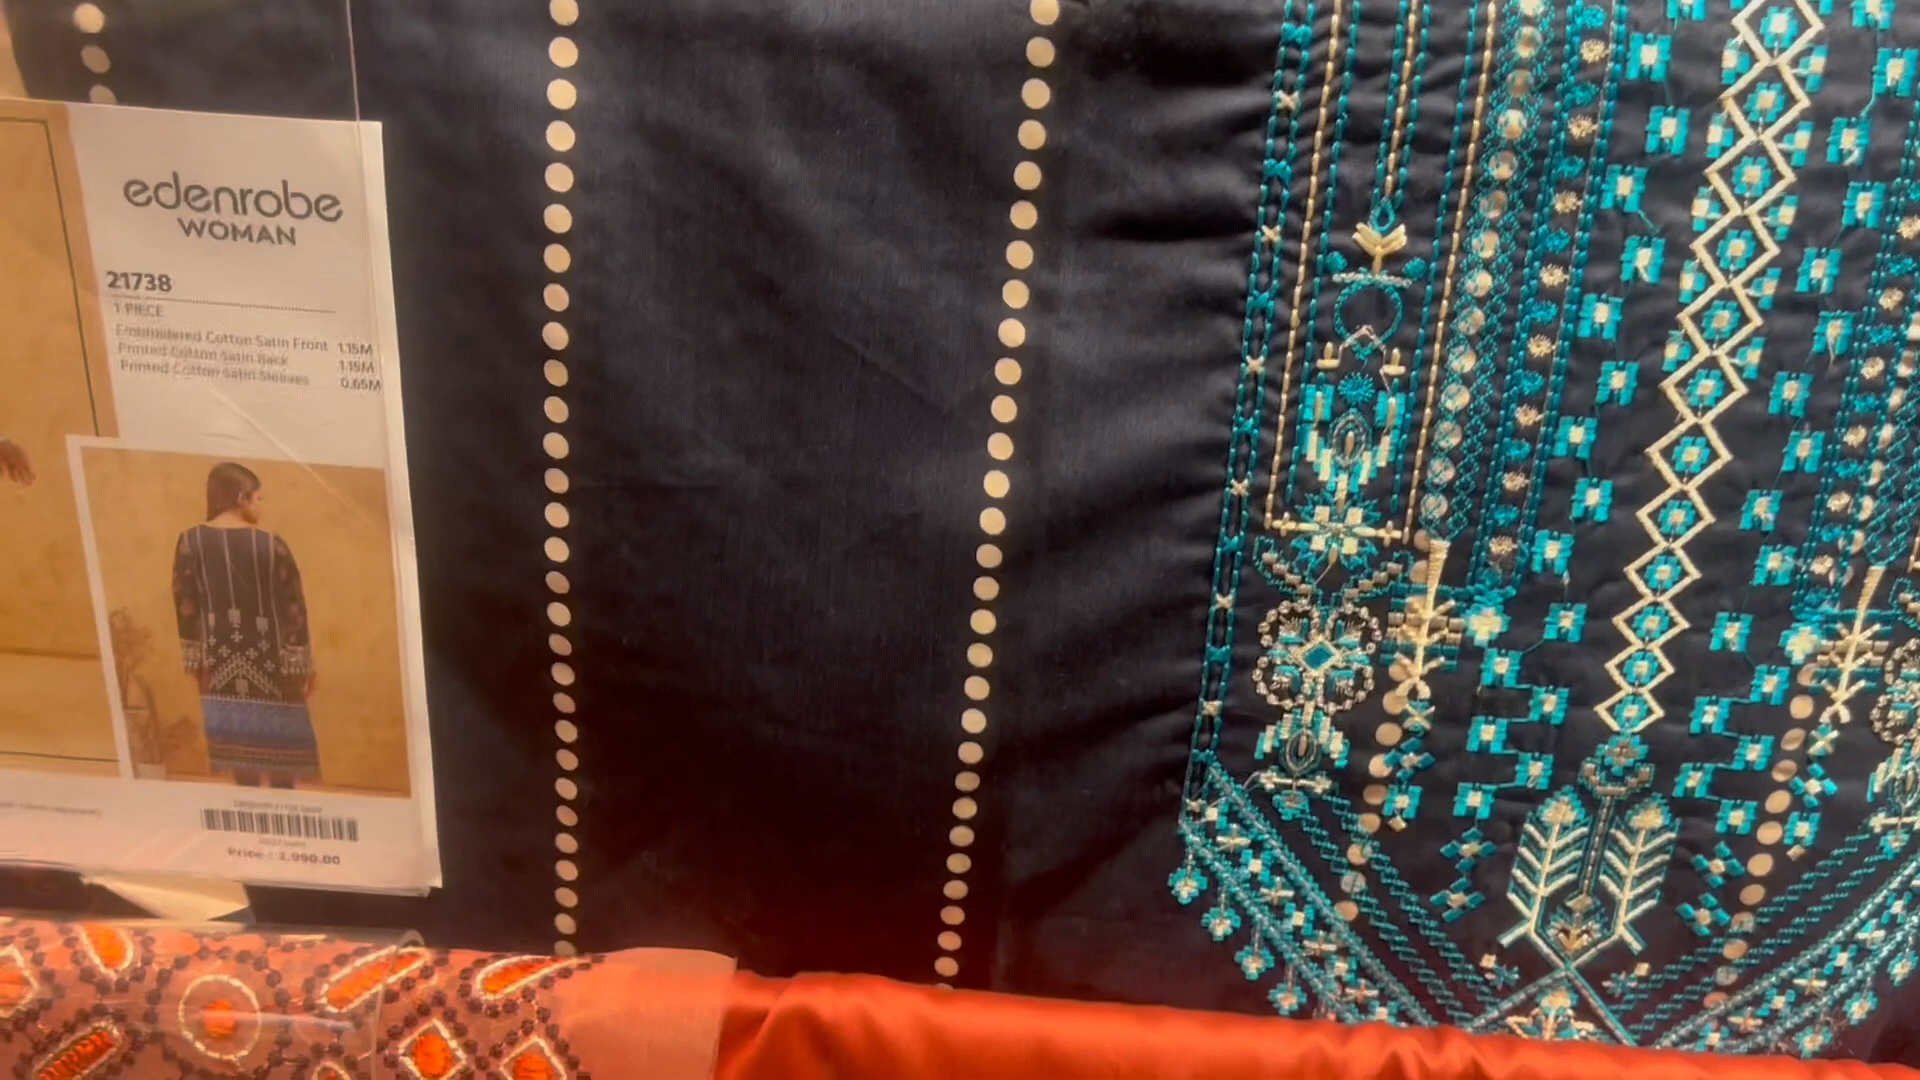 edenrobe
WOMAN
21738
1 PIECE
Embroidered Cotton Satin Front 1.15M
Printed Cotton Satin Back 1.15M
Printed Cotton Satin Sleeves 0.65M
Price : 2,990.00